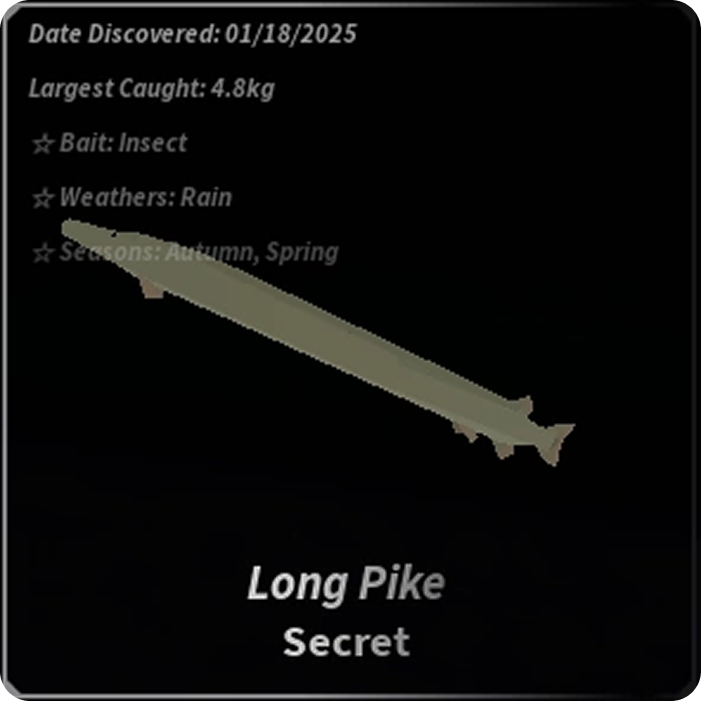 Date Discovered: 01/18/2025
Largest Caught: 4.8kg
☆ Bait: Insect
☆ Weathers: Rain
☆ Seasons: Autumn, Spring
Long Pike
Secret